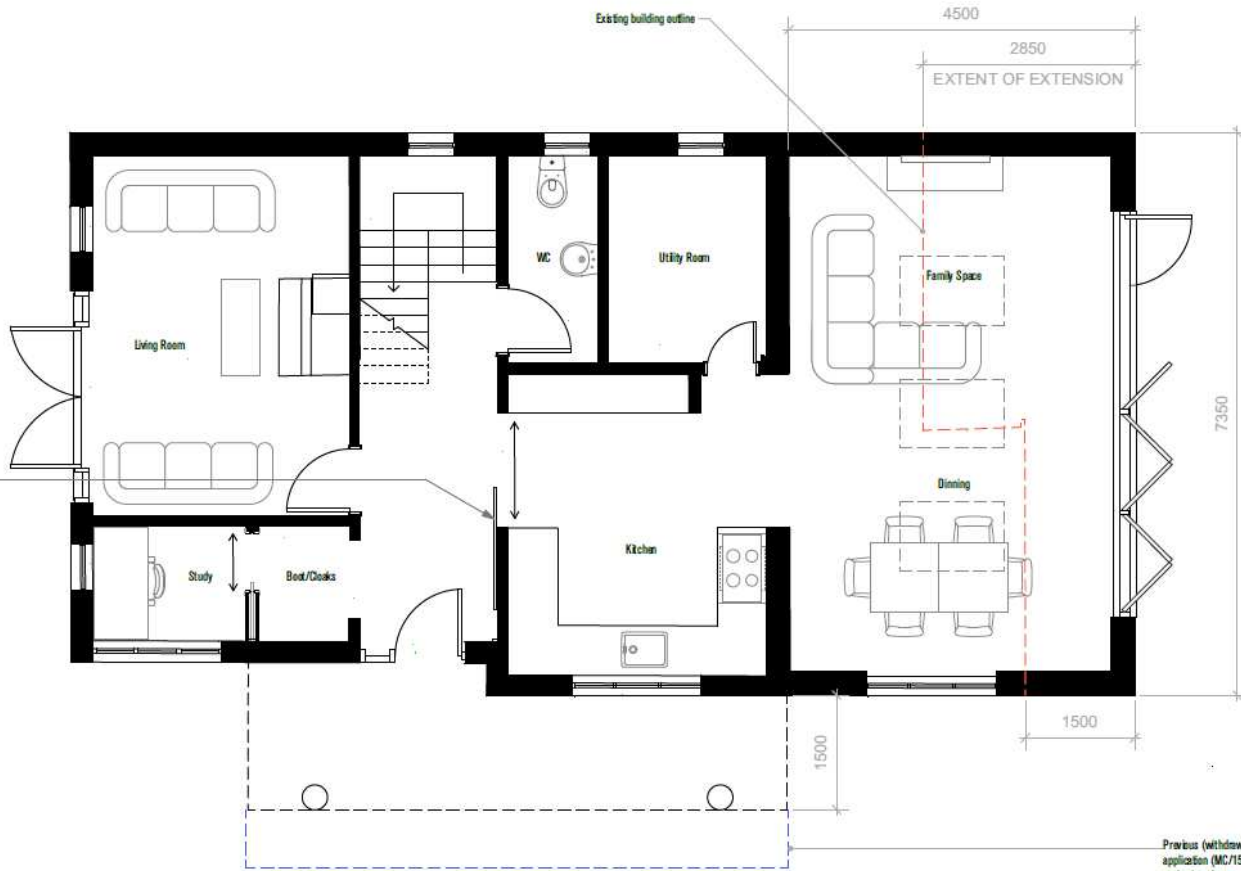 Existing building outline
4500
2850
EXTENT OF EXTENSION
WC
Utility Room
Family Space
Living Room
7350
Dinning
Kitchen
Study
Boot/Cloaks
1500
1500
Previous (withdraw
application (MC/15